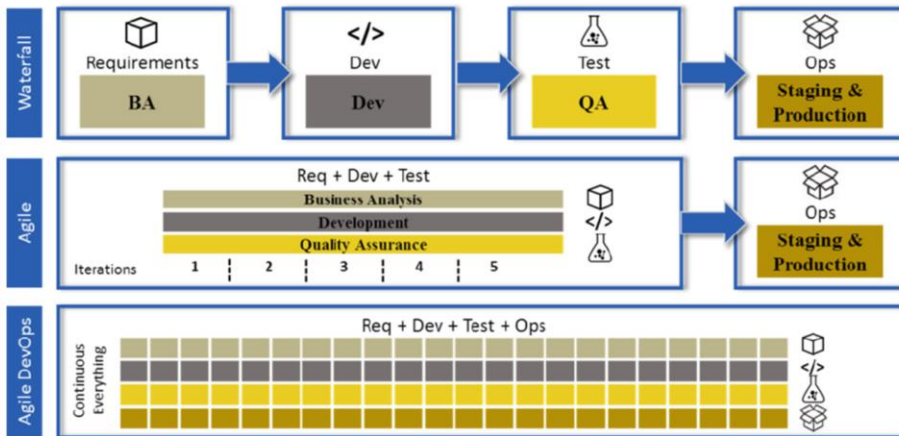 Waterfall
Requirements
BA
</>
Dev
Dev
Test
QA
Ops
Staging &
Production
Agile
Req + Dev + Test
Business Analysis
Development
Quality Assurance
</>
Iterations 1 2 3 4 5
Ops
Staging &
Production
Agile DevOps
Continuous
Everything
Req + Dev + Test + Ops
</>